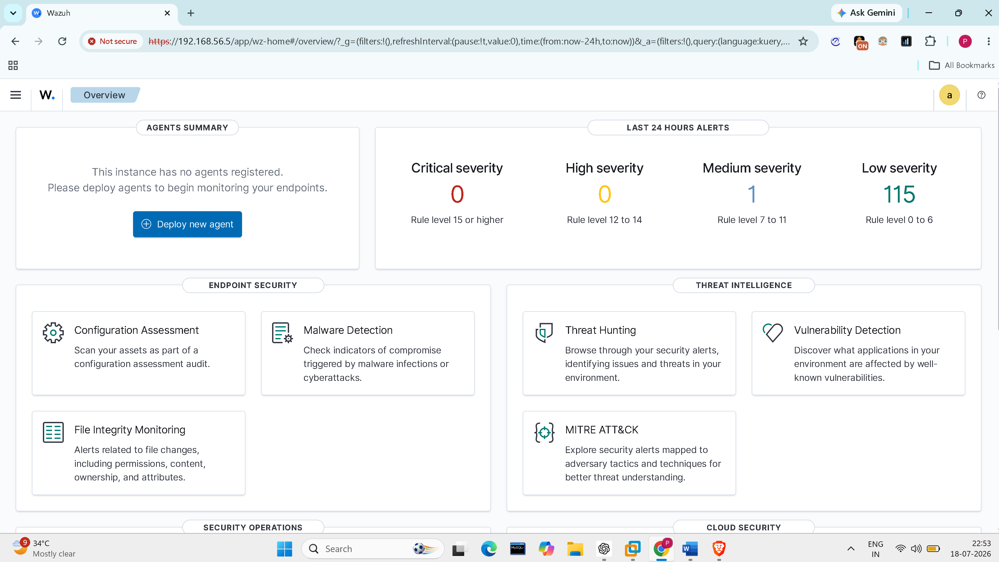 W. Wazuh
Ask Gemini
Not secure https://192.168.56.5/app/wz-home#/overview/?_g=(filters:!(),refreshInterval:(pause:!t,value:0),time:(from:now-24h,to:now))&_a=(filters:!(),query:(language:kuery,...
ON
P
All Bookmarks
W. Overview
a
?
AGENTS SUMMARY
This instance has no agents registered.
Please deploy agents to begin monitoring your endpoints.
Deploy new agent
LAST 24 HOURS ALERTS
Critical severity
0
Rule level 15 or higher
High severity
0
Rule level 12 to 14
Medium severity
1
Rule level 7 to 11
Low severity
115
Rule level 0 to 6
ENDPOINT SECURITY
Configuration Assessment
Scan your assets as part of a
configuration assessment audit.
Malware Detection
Check indicators of compromise
triggered by malware infections or
cyberattacks.
File Integrity Monitoring
Alerts related to file changes,
including permissions, content,
ownership, and attributes.
THREAT INTELLIGENCE
Threat Hunting
Browse through your security alerts,
identifying issues and threats in your
environment.
Vulnerability Detection
Discover what applications in your
environment are affected by well-
known vulnerabilities.
MITRE ATT&CK
Explore security alerts mapped to
adversary tactics and techniques for
better threat understanding.
SECURITY OPERATIONS
CLOUD SECURITY
9
34°C
Mostly clear
Search
MySQL>
P
W
ENG
IN
22:53
18-07-2026